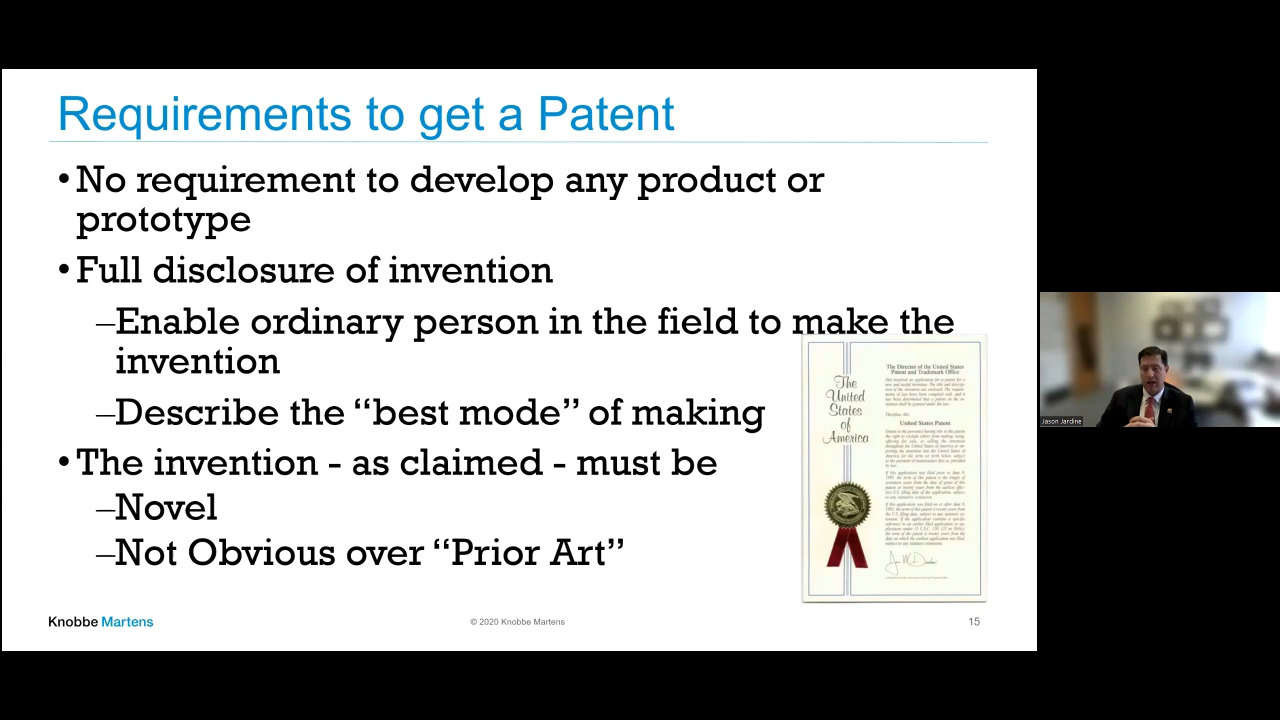 Requirements to get a Patent
• No requirement to develop any product or
prototype
• Full disclosure of invention
–Enable ordinary person in the field to make the
invention
–Describe the “best mode” of making
• The invention - as claimed - must be
–Novel
–Not Obvious over “Prior Art”
The
United
States
of
America
The Director of the United States
Patent and Trademark Office
United States Patent
Knobbe Martens
© 2020 Knobbe Martens
15
Jason Jardine